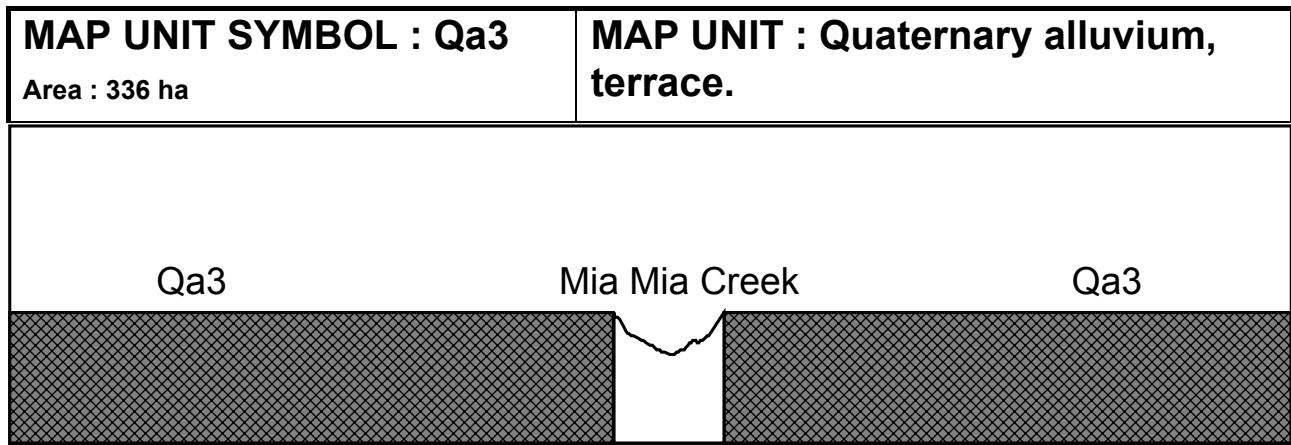 MAP UNIT SYMBOL : Qa3
Area : 336 ha
MAP UNIT : Quaternary alluvium,
terrace.
Qa3 Mia Mia Creek Qa3